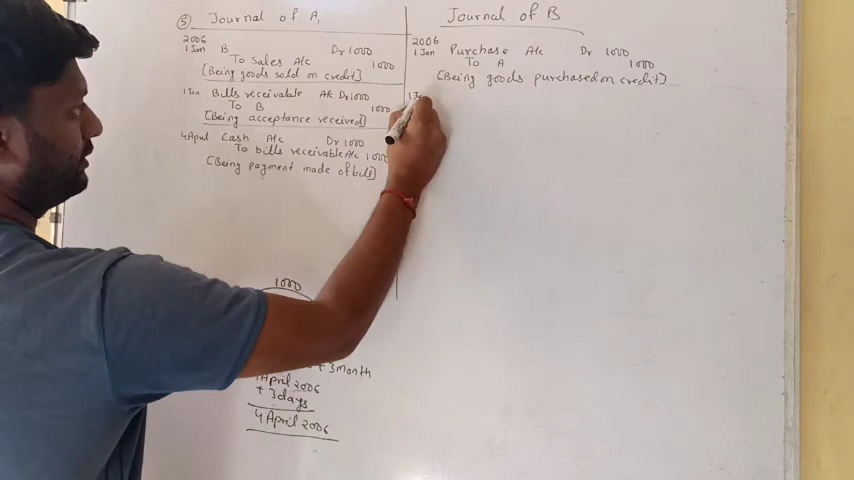 ⑤ Journal of A,
2006
1 Jan B Dr 1000
To Sales A/c 1000
[Being goods sold on credit]
1 Jan Bills receivable A/c Dr 1000
To B 1000
[Being acceptance received]
4 April Cash A/c Dr 1000
To bills receivable A/c 1000
[Being payment made of bill]
Journal of B
2006
1 Jan Purchase A/c Dr 1000
To A 1000
[Being goods purchased on credit]
1 Jan
1000
+ 3 month
April 2006
+ 3 days
4 April 2006